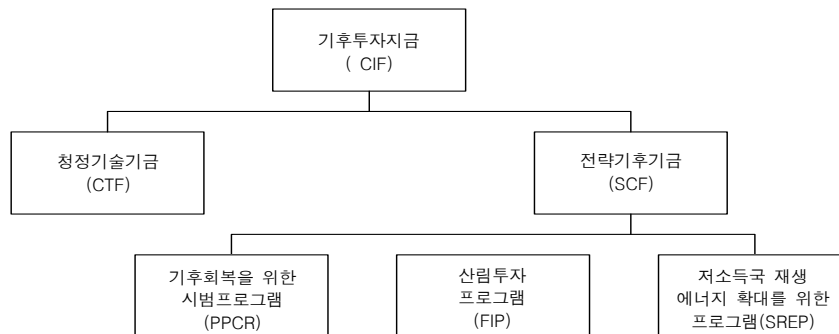 기후투자지금
( CIF)
청정기술기금
(CTF)
전략기후기금
(SCF)
기후회복을 위한
시범프로그램
(PPCR)
산림투자
프로그램
(FIP)
저소득국 재생
에너지 확대를 위한
프로그램(SREP)